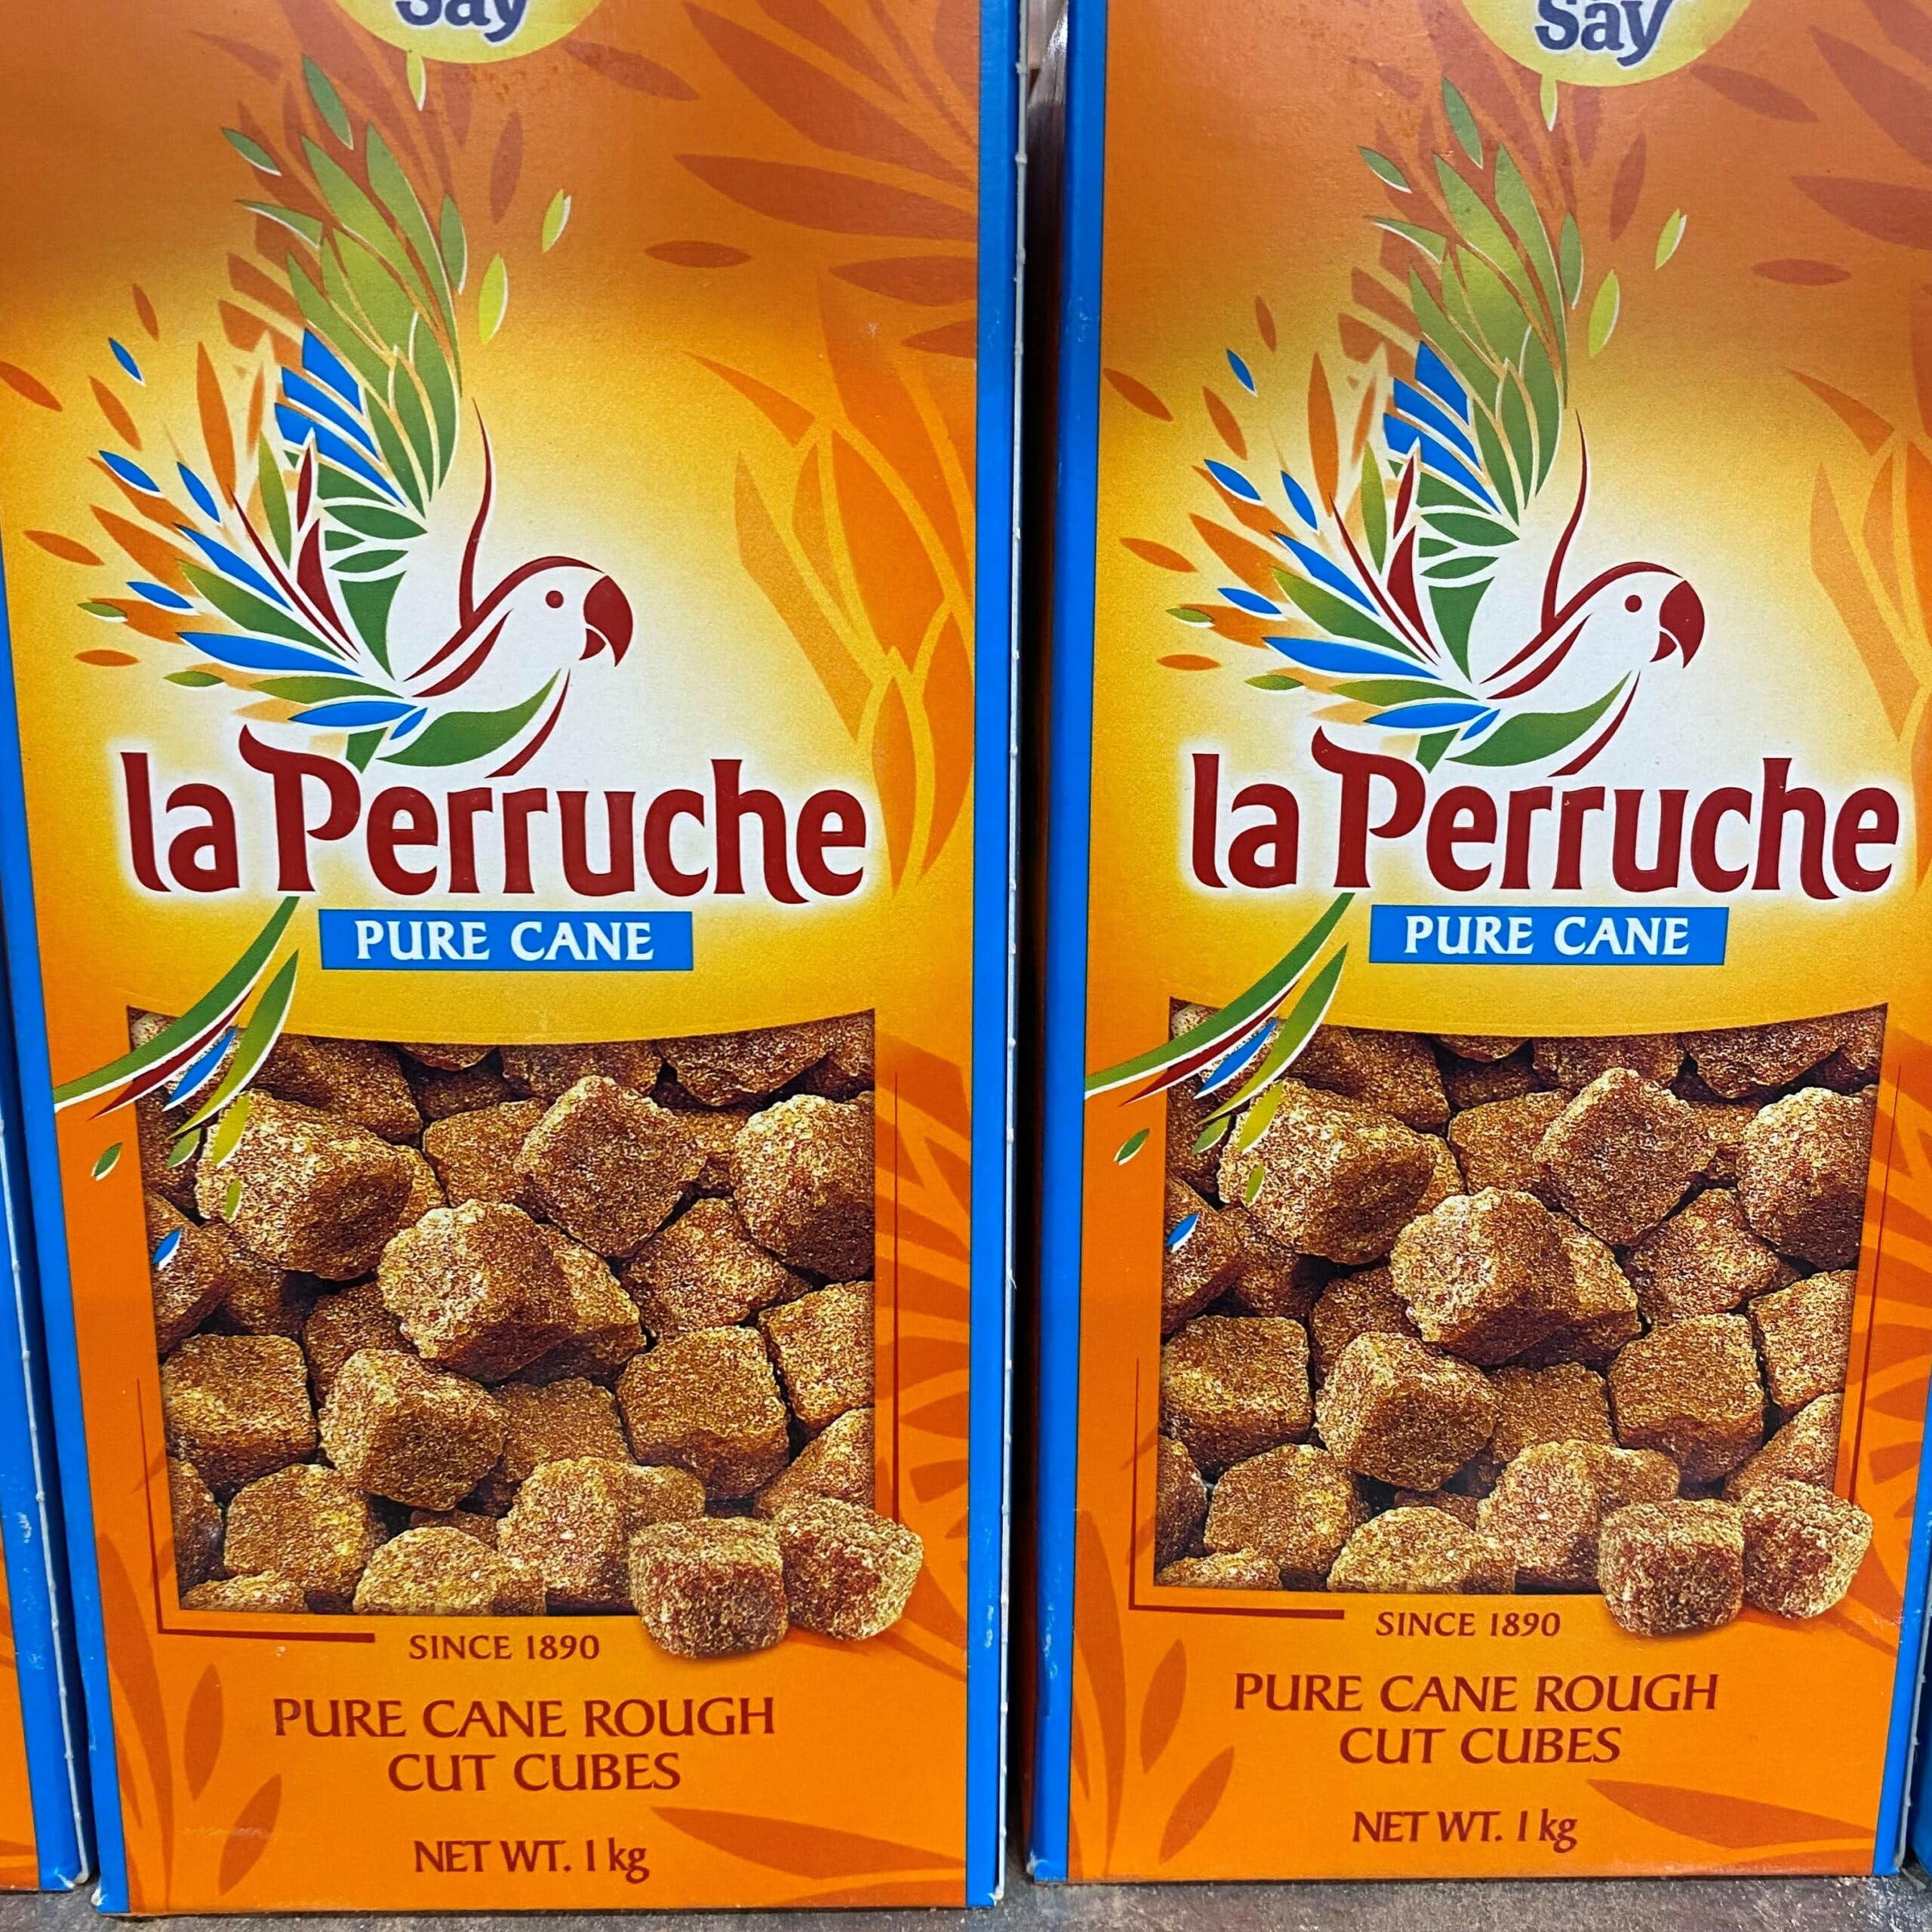 Say
la Perruche
PURE CANE
SINCE 1890
PURE CANE ROUGH
CUT CUBES
NET WT. 1 kg
Say
la Perruche
PURE CANE
SINCE 1890
PURE CANE ROUGH
CUT CUBES
NET WT. 1 kg